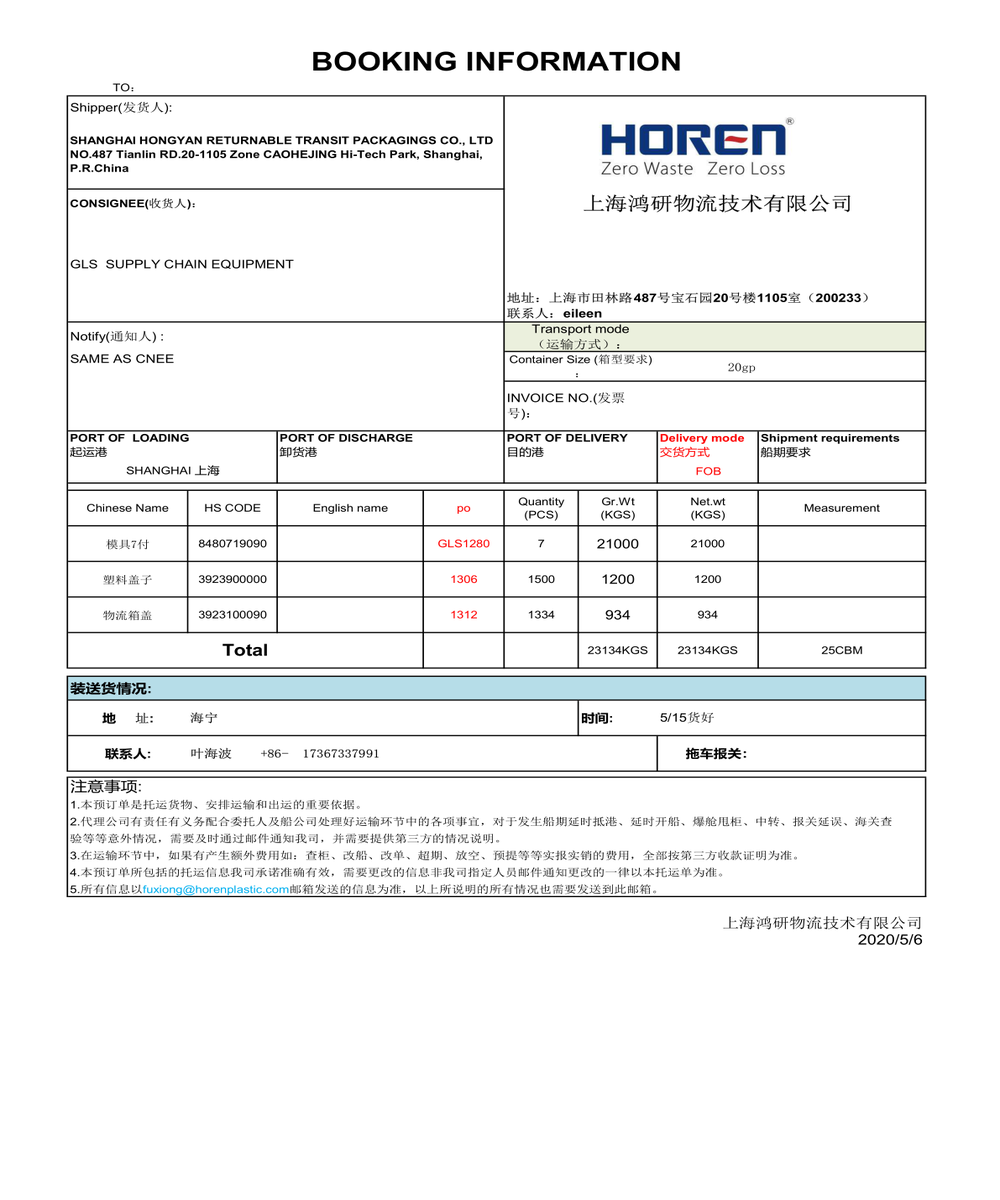 BOOKING INFORMATION
TO：
Shipper(发货人):
SHANGHAI HONGYAN RETURNABLE TRANSIT PACKAGINGS CO., LTD
NO.487 Tianlin RD.20-1105 Zone CAOHEJING Hi-Tech Park, Shanghai,
P.R.China
HOREN®
Zero Waste Zero Loss
上海鸿研物流技术有限公司
CONSIGNEE(收货人)：
GLS SUPPLY CHAIN EQUIPMENT
地址：上海市田林路487号宝石园20号楼1105室（200233）
联系人：eileen
Notify(通知人) :
SAME AS CNEE
Transport mode
（运输方式）：
Container Size (箱型要求)
：
20gp
INVOICE NO.(发票
号):
PORT OF LOADING
起运港
SHANGHAI 上海
PORT OF DISCHARGE
卸货港
PORT OF DELIVERY
目的港
Delivery mode
交货方式
FOB
Shipment requirements
船期要求
Chinese Name HS CODE English name po Quantity (PCS) Gr.Wt (KGS) Net.wt (KGS) Measurement
模具7付 8480719090 GLS1280 7 21000 21000
塑料盖子 3923900000 1306 1500 1200 1200
物流箱盖 3923100090 1312 1334 934 934
Total 23134KGS 23134KGS 25CBM
装送货情况:
地 址: 海宁 时间: 5/15货好
联系人: 叶海波 +86- 17367337991 拖车报关:
注意事项:
1.本预订单是托运货物、安排运输和出运的重要依据。
2.代理公司有责任有义务配合委托人及船公司处理好运输环节中的各项事宜，对于发生船期延时抵港、延时开船、爆舱甩柜、中转、报关延误、海关查
验等等意外情况，需要及时通过邮件通知我司，并需要提供第三方的情况说明。
3.在运输环节中，如果有产生额外费用如：查柜、改船、改单、超期、放空、预提等等实报实销的费用，全部按第三方收款证明为准。
4.本预订单所包括的托运信息我司承诺准确有效，需要更改的信息非我司指定人员邮件通知更改的一律以本托运单为准。
5.所有信息以fuxiong@horenplastic.com邮箱发送的信息为准，以上所说明的所有情况也需要发送到此邮箱。
上海鸿研物流技术有限公司
2020/5/6